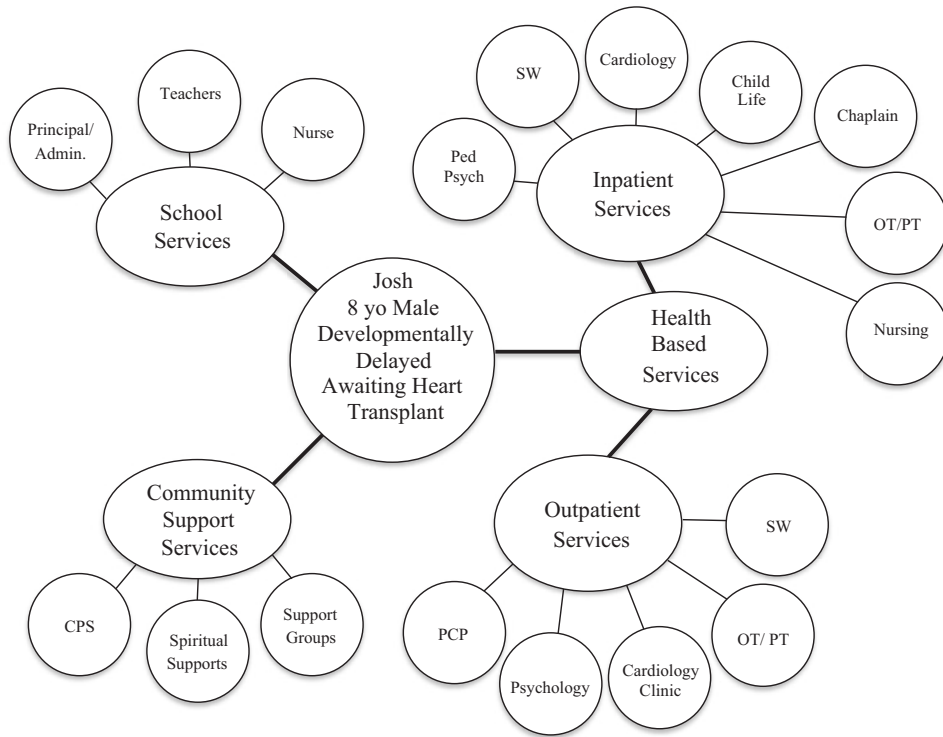 Principal/
Admin.
Teachers
Nurse
School
Services
Ped
Psych
SW
Cardiology
Child
Life
Chaplain
OT/PT
Nursing
Inpatient
Services
Josh
8 yo Male
Developmentally
Delayed
Awaiting Heart
Transplant
Health
Based
Services
Community
Support
Services
CPS
Spiritual
Supports
Support
Groups
Outpatient
Services
PCP
Psychology
Cardiology
Clinic
OT/ PT
SW